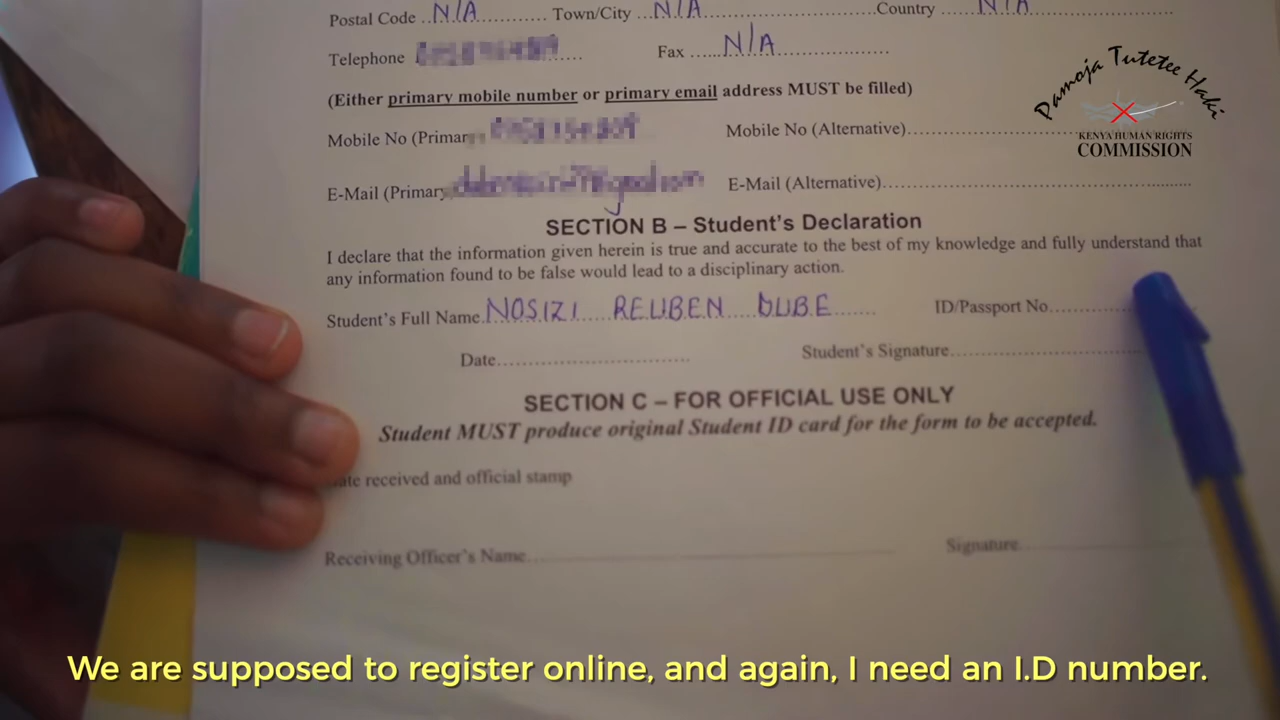 Postal Code ..N/A............ Town/City ...N/A............................ Country .......N/A......................
Telephone
Fax ......N/A....................
Pamoja Tutetee Haki
KENYA HUMAN RIGHTS
COMMISSION
(Either primary mobile number or primary email address MUST be filled)
Mobile No (Primary
Mobile No (Alternative)....................................
E-Mail (Primary
E-Mail (Alternative)................................................
SECTION B – Student's Declaration
I declare that the information given herein is true and accurate to the best of my knowledge and fully understand that
any information found to be false would lead to a disciplinary action.
Student's Full Name..NOSIZI....REUBEN....DUBE........ ID/Passport No.................
Date.................................... Student's Signature....................................
SECTION C – FOR OFFICIAL USE ONLY
Student MUST produce original Student ID card for the form to be accepted.
ate received and official stamp
Receiving Officer's Name.................................................................... Signature..................
We are supposed to register online, and again, I need an I.D number.